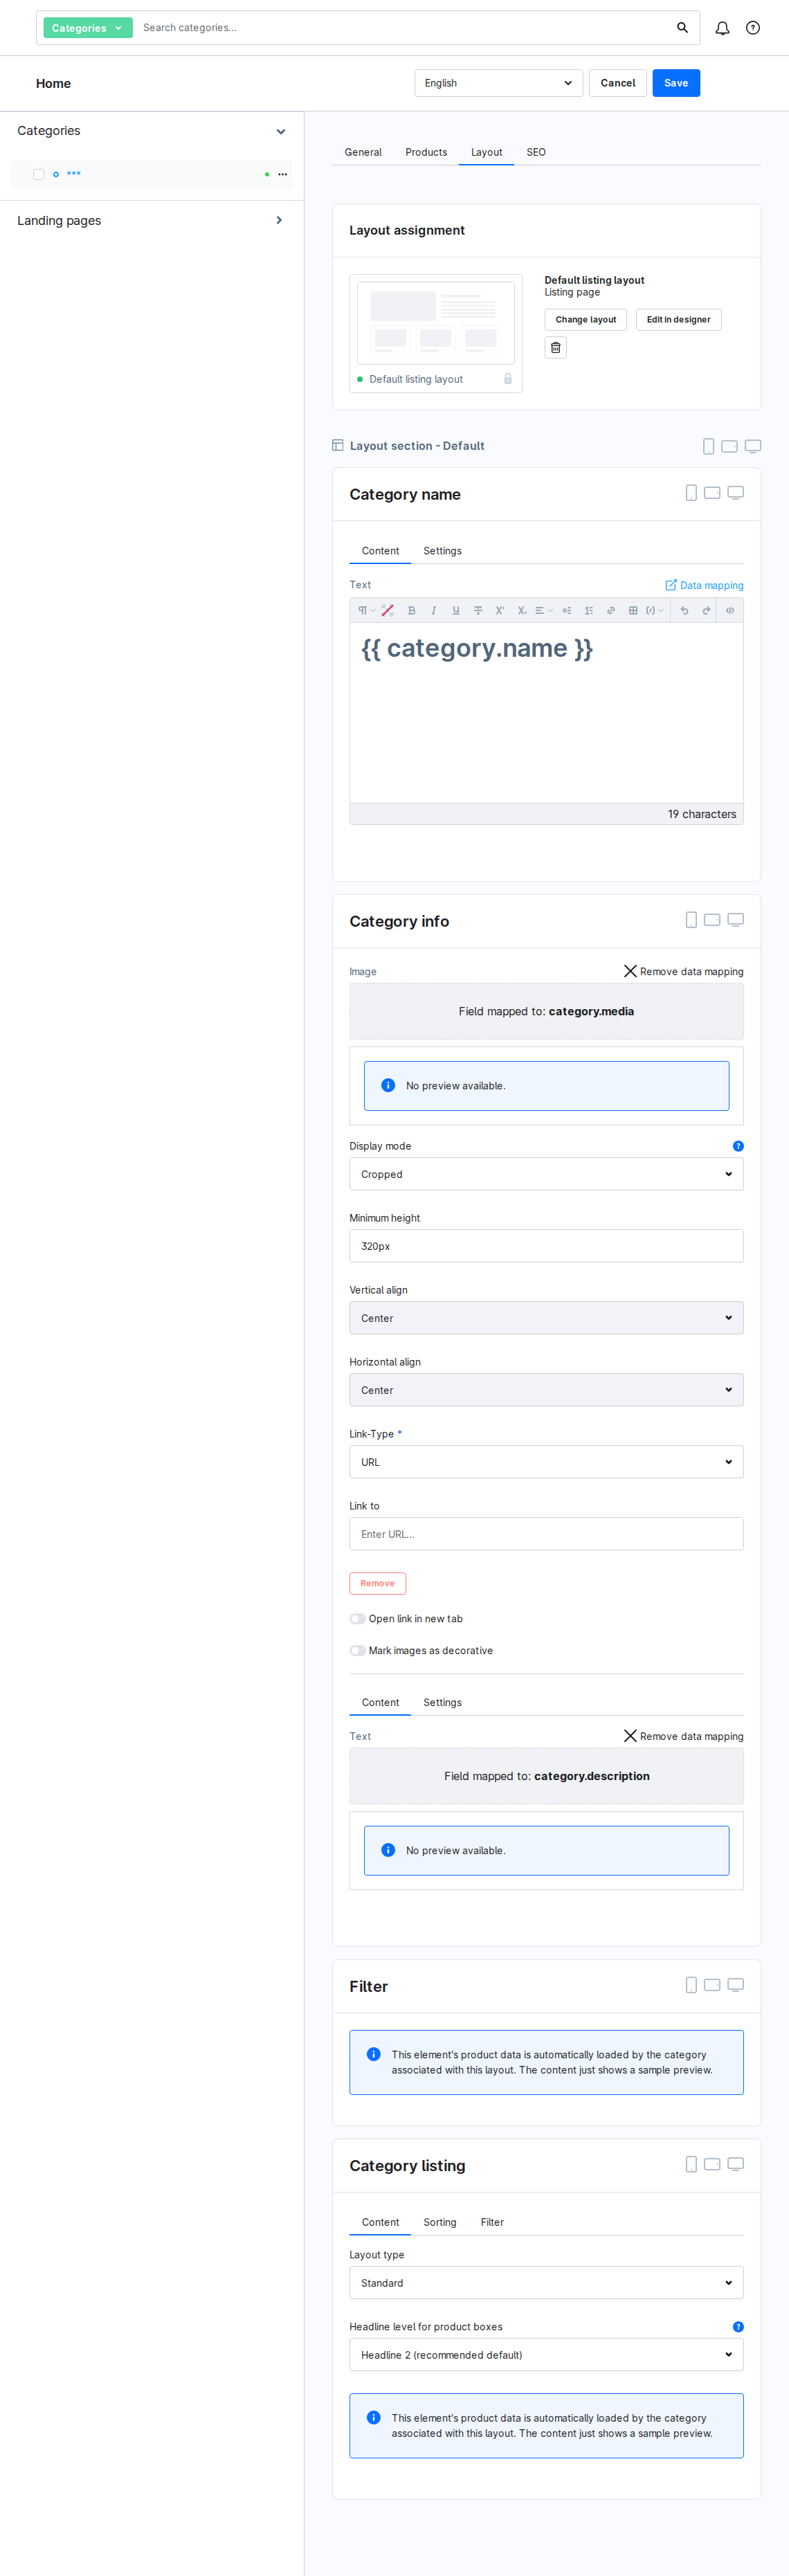 Categories
Search categories...
Home
English
Cancel
Save
Categories
***
Landing pages
General
Products
Layout
SEO
Layout assignment
Default listing layout
Default listing layout
Listing page
Change layout
Edit in designer
Layout section - Default
Category name
Content
Settings
Text
Data mapping
{{ category.name }}
19 characters
Category info
Image
Remove data mapping
Field mapped to: category.media
No preview available.
Display mode
Cropped
Minimum height
320px
Vertical align
Center
Horizontal align
Center
Link-Type *
URL
Link to
Enter URL...
Remove
Open link in new tab
Mark images as decorative
Content
Settings
Text
Remove data mapping
Field mapped to: category.description
No preview available.
Filter
This element's product data is automatically loaded by the category
associated with this layout. The content just shows a sample preview.
Category listing
Content
Sorting
Filter
Layout type
Standard
Headline level for product boxes
Headline 2 (recommended default)
This element's product data is automatically loaded by the category
associated with this layout. The content just shows a sample preview.